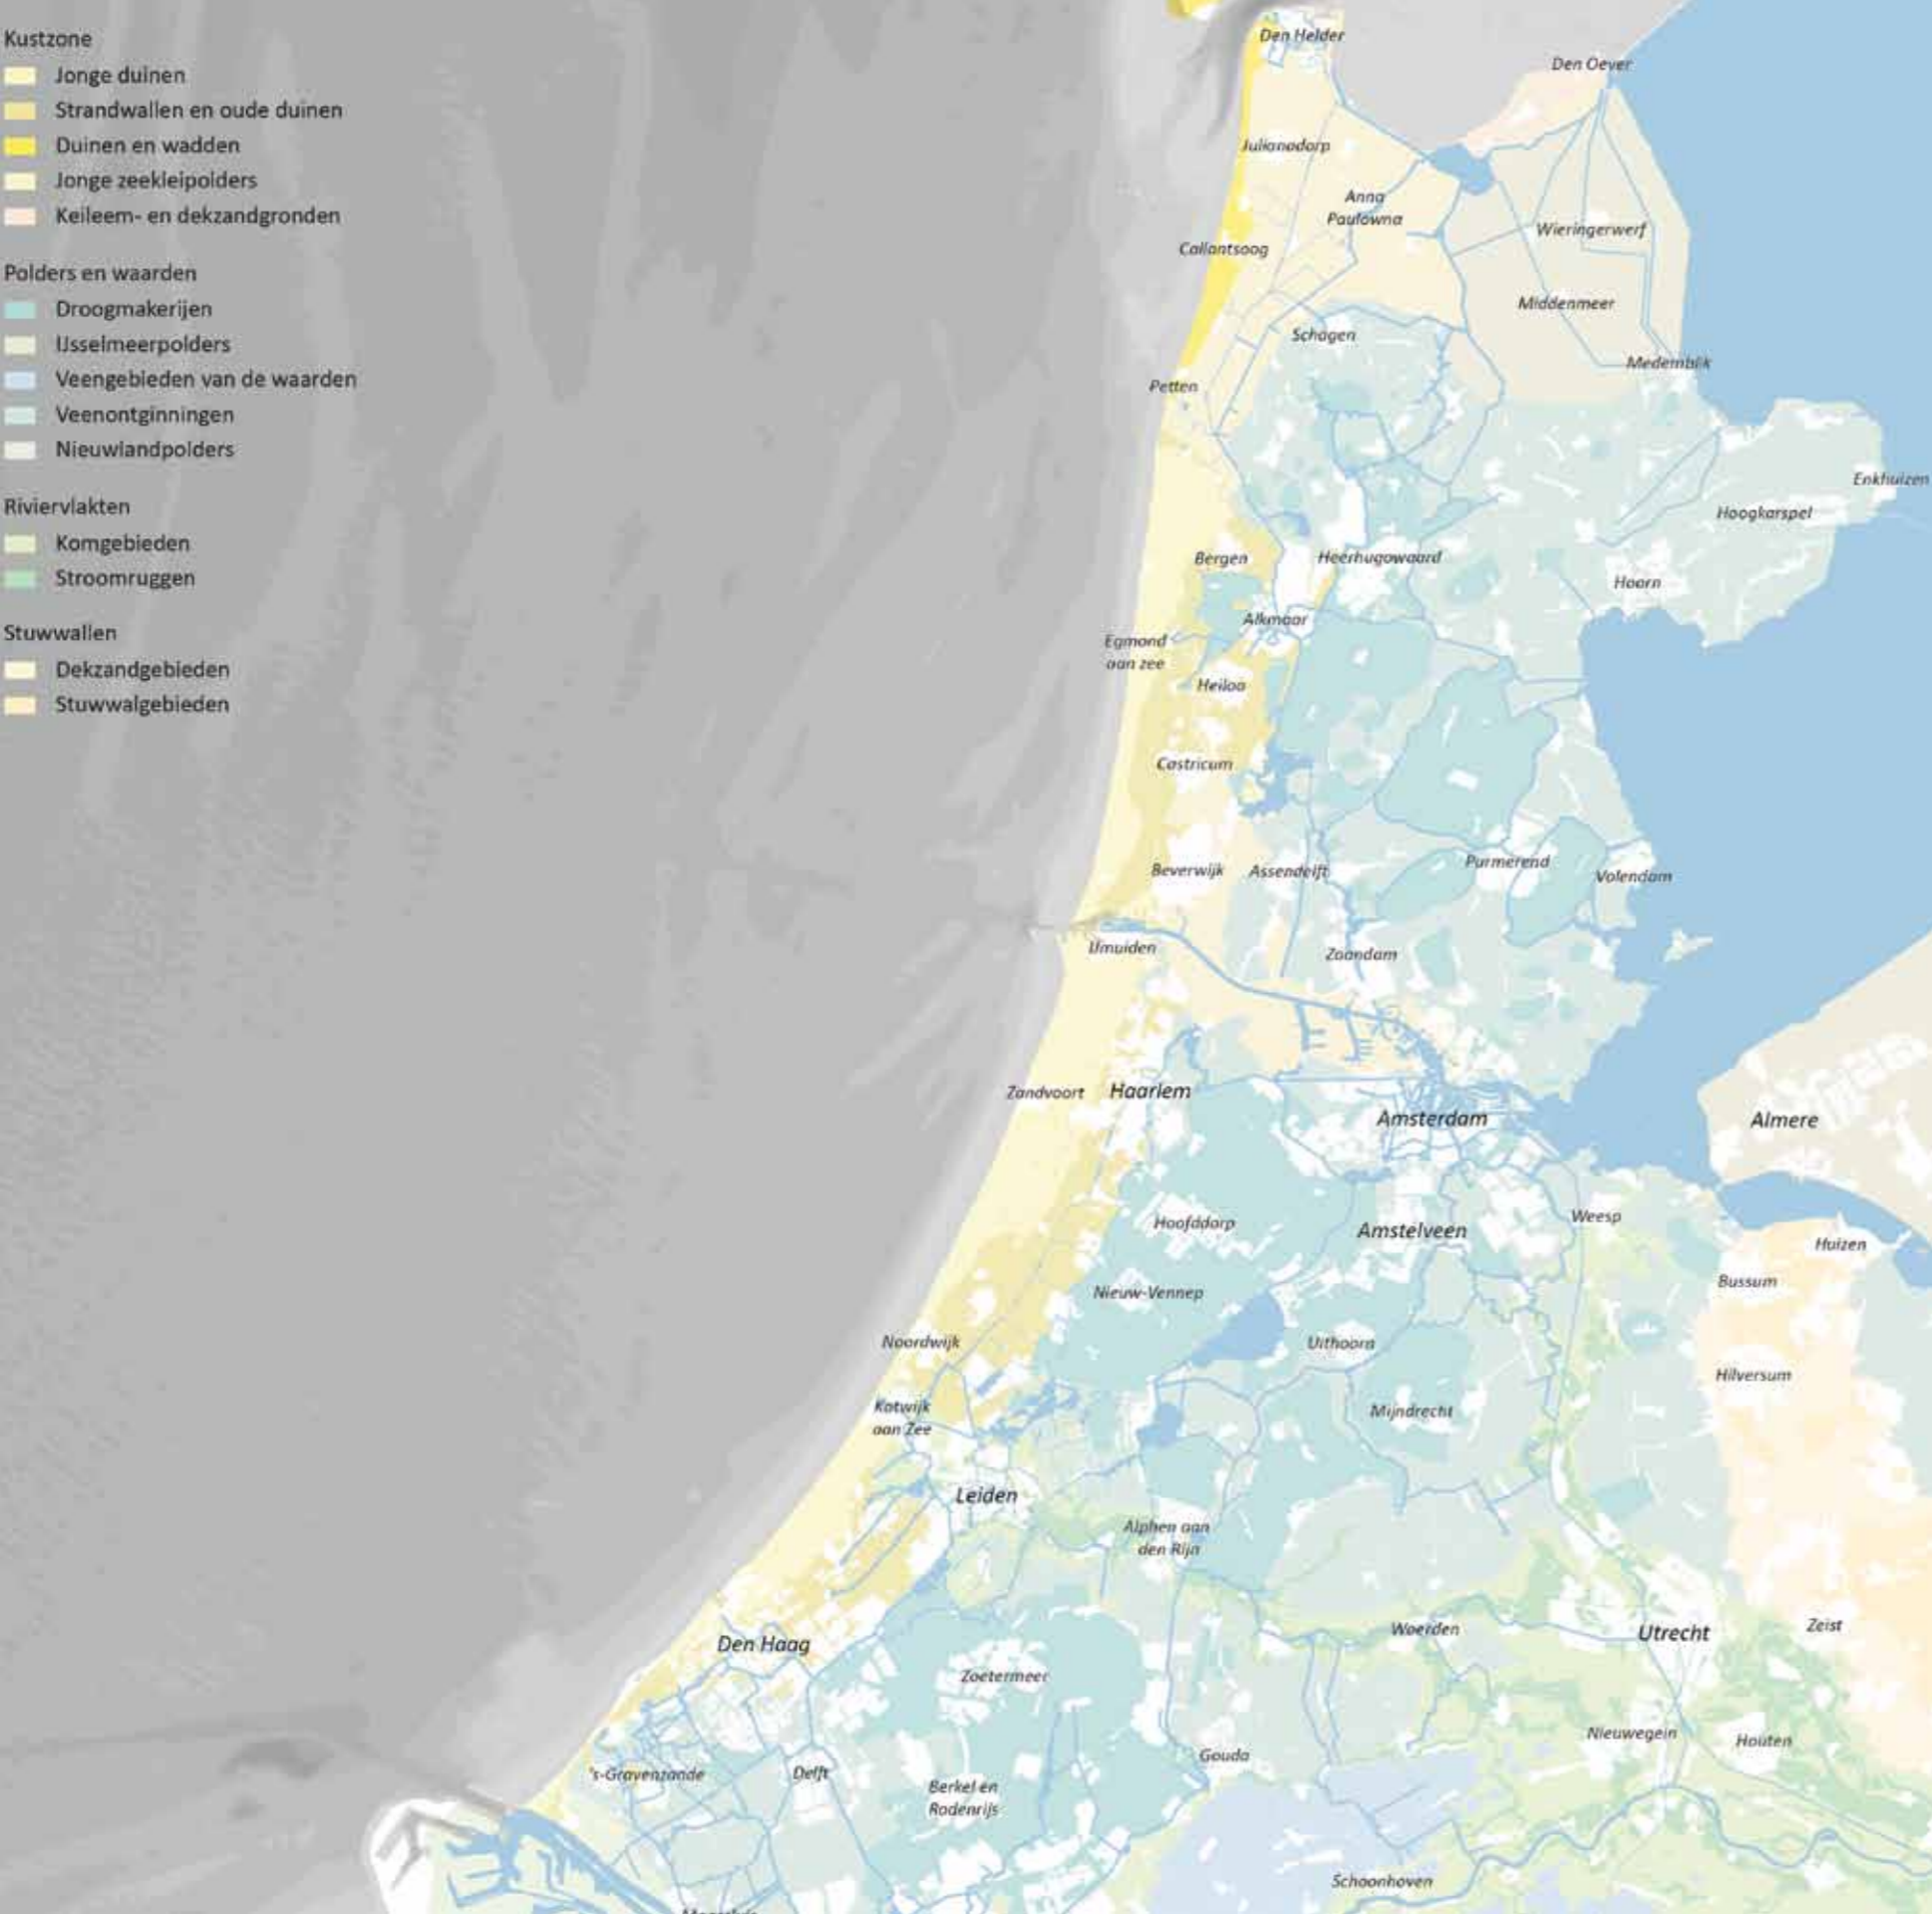 Kustzone
Jonge duinen
Strandwallen en oude duinen
Duinen en wadden
Jonge zeekleipolders
Keileem- en dekzandgronden
Polders en waarden
Droogmakerijen
IJsselmeerpolders
Veengebieden van de waarden
Veenontginningen
Nieuwlandpolders
Riviervlakten
Komgebieden
Stroomruggen
Stuwwallen
Dekzandgebieden
Stuwwalgebieden
Den Helder
Den Oever
Julianadorp
Anna
Paulowna
Wieringerwerf
Callantsoog
Middenmeer
Schagen
Medemblik
Petten
Enkhuizen
Hoogkarspel
Bergen
Heerhugowaard
Hoorn
Alkmaar
Egmond
aan zee
Heiloo
Castricum
Beverwijk
Assendelft
Purmerend
Volendam
IJmuiden
Zaandam
Zandvoort
Haarlem
Amsterdam
Almere
Hoofddorp
Amstelveen
Weesp
Huizen
Bussum
Nieuw-Vennep
Noordwijk
Uithoorn
Hilversum
Katwijk
aan Zee
Mijndrecht
Leiden
Alphen aan
den Rijn
Woerden
Utrecht
Zeist
Den Haag
Zoetermeer
Nieuwegein
Houten
Gouda
's-Gravenzande
Delft
Berkel en
Rodenrijs
Schoonhoven